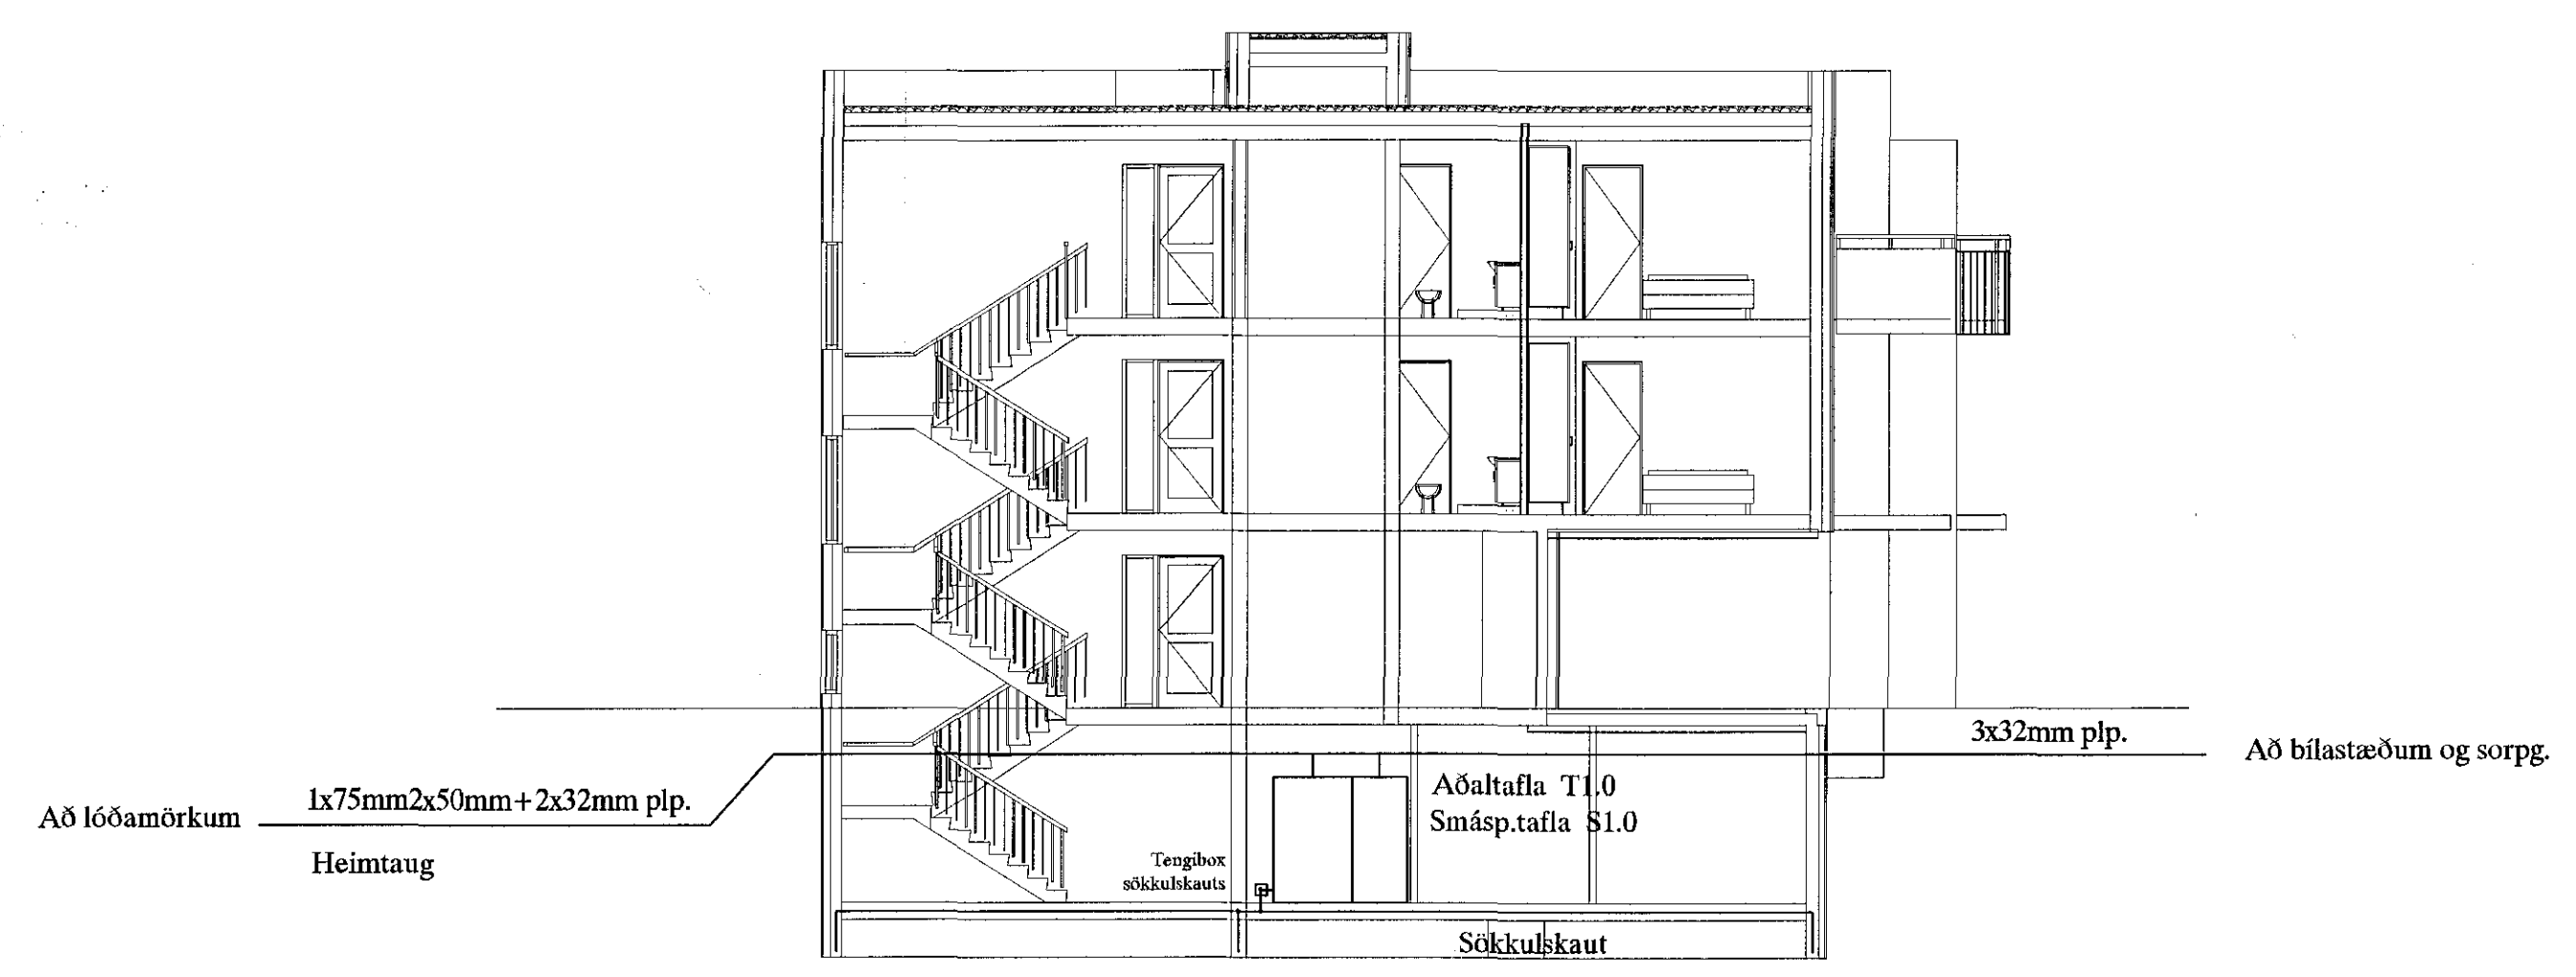 3x32mm plp.
Að bílastæðum og sorpg.
Aðaltafla T1.0
Smásp.tafla S1.0
1x75mm2x50mm+2x32mm plp.
Að lóðamörkum
Heimtaug
Tengibox
sökkulskauts
Sökkulskaut